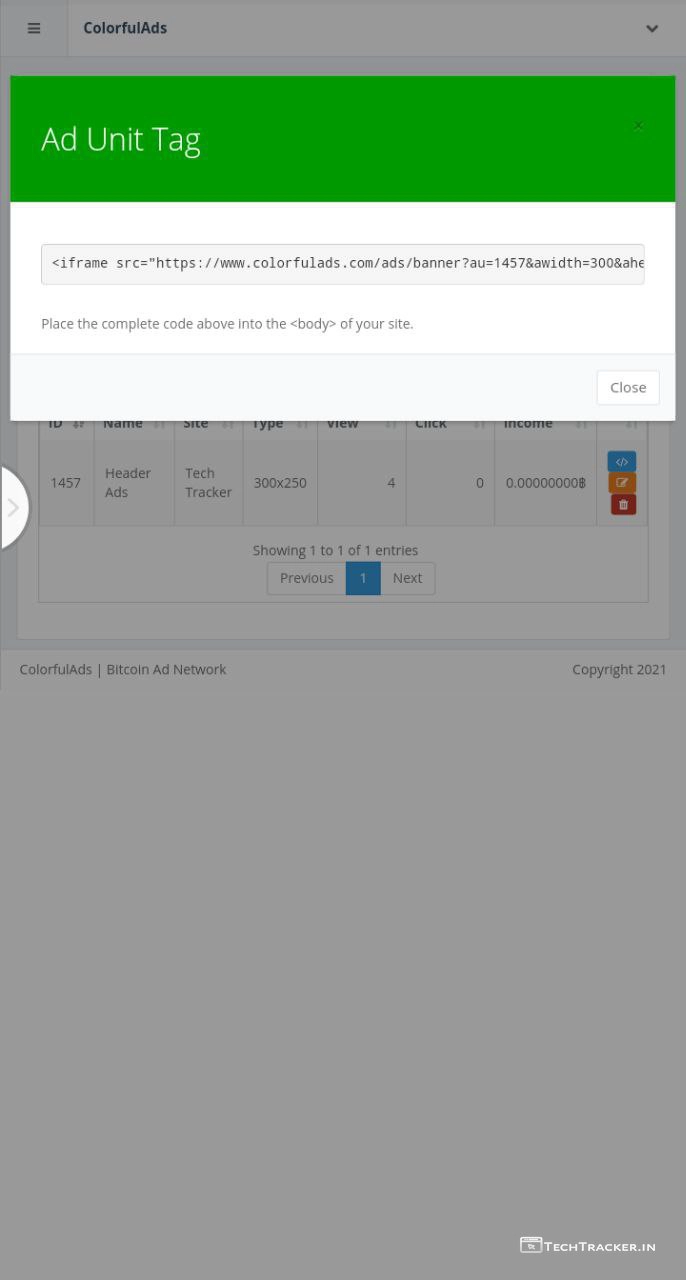 ColorfulAds
Ad Unit Tag
×
<iframe src="https://www.colorfulads.com/ads/banner?au=1457&awidth=300&ahe
Place the complete code above into the <body> of your site.
Close
ID Name Site Type View Click Income
1457 Header Ads Tech Tracker 300x250 4 0 0.00000000฿
Showing 1 to 1 of 1 entries
Previous 1 Next
ColorfulAds | Bitcoin Ad Network Copyright 2021
TechTracker.in